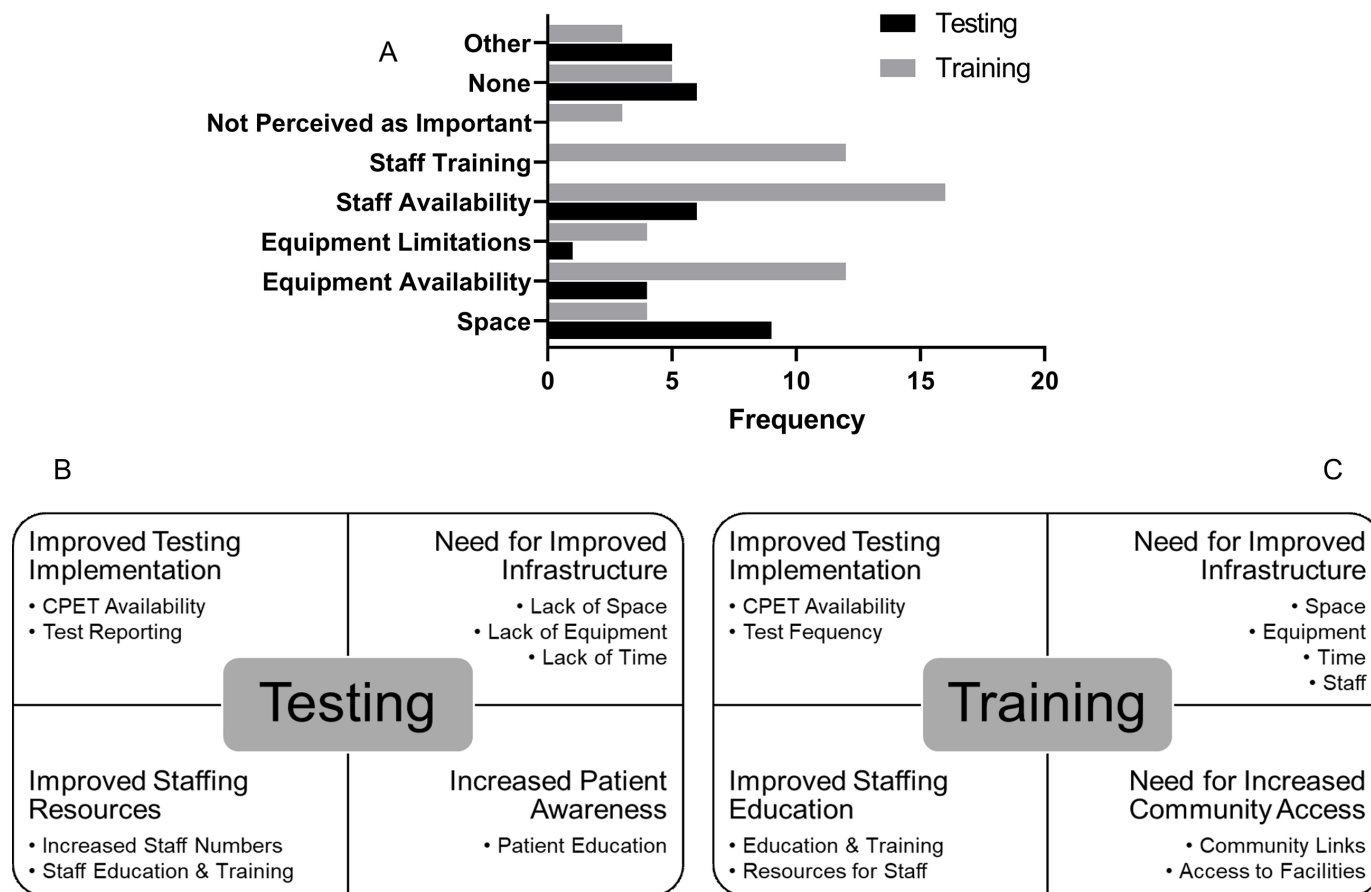 A
Testing
Training
Other
None
Not Perceived as Important
Staff Training
Staff Availability
Equipment Limitations
Equipment Availability
Space
0 5 10 15 20
Frequency
B
Improved Testing
Implementation
• CPET Availability
• Test Reporting
Need for Improved
Infrastructure
• Lack of Space
• Lack of Equipment
• Lack of Time
Testing
Improved Staffing
Resources
• Increased Staff Numbers
• Staff Education & Training
Increased Patient
Awareness
• Patient Education
C
Improved Testing
Implementation
• CPET Availability
• Test Fequency
Need for Improved
Infrastructure
• Space
• Equipment
• Time
• Staff
Training
Improved Staffing
Education
• Education & Training
• Resources for Staff
Need for Increased
Community Access
• Community Links
• Access to Facilities